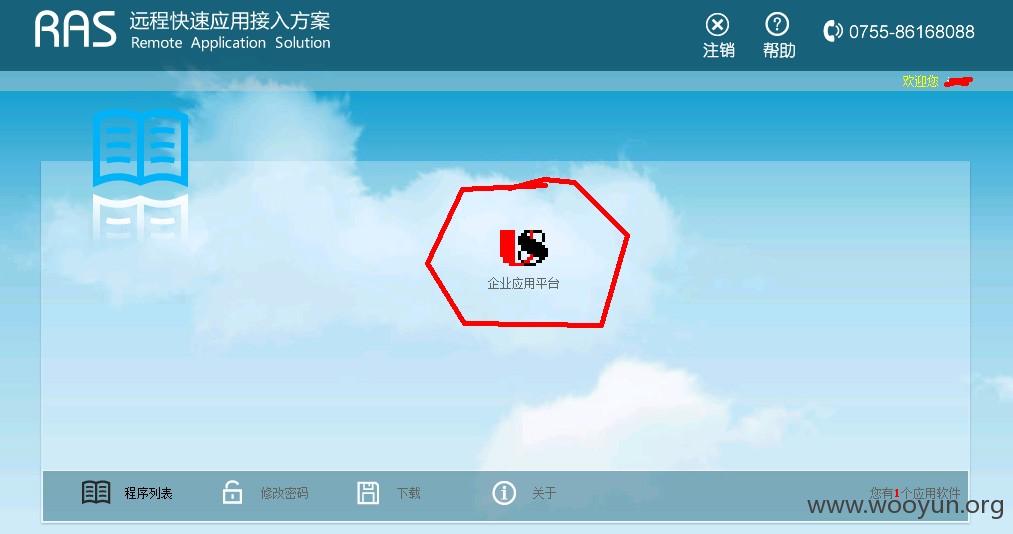 RAS 远程快速应用接入方案
Remote Application Solution
注销
帮助
0755-86168088
欢迎您
企业应用平台
程序列表
修改密码
下载
关于
您有1个应用软件
www.wooyun.org